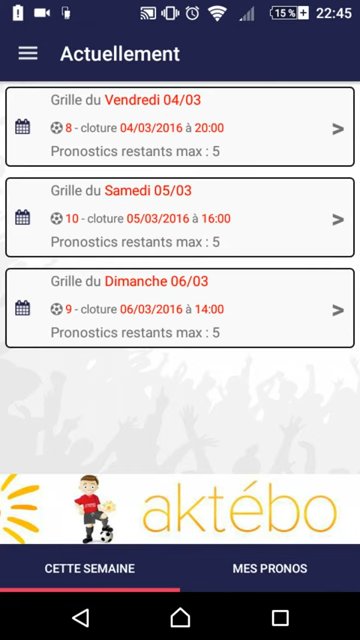 15 % 22:45
Actuellement
Grille du Vendredi 04/03
8 - cloture 04/03/2016 à 20:00
>
Pronostics restants max : 5
Grille du Samedi 05/03
10 - cloture 05/03/2016 à 16:00
>
Pronostics restants max : 5
Grille du Dimanche 06/03
9 - cloture 06/03/2016 à 14:00
>
Pronostics restants max : 5
aktébo
CETTE SEMAINE MES PRONOS